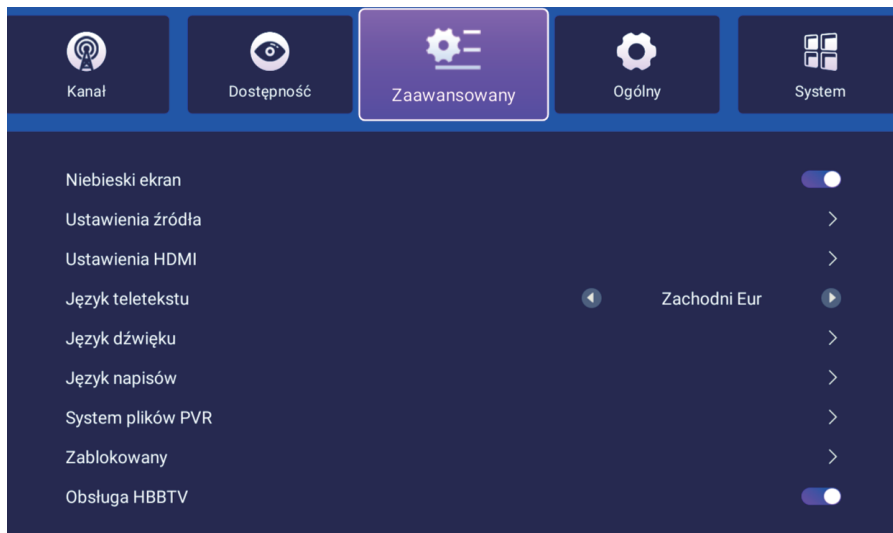 Kanał
Dostępność
Zaawansowany
Ogólny
System
Niebieski ekran
Ustawienia źródła
Ustawienia HDMI
Język teletekstu Zachodni Eur
Język dźwięku
Język napisów
System plików PVR
Zablokowany
Obsługa HBBTV